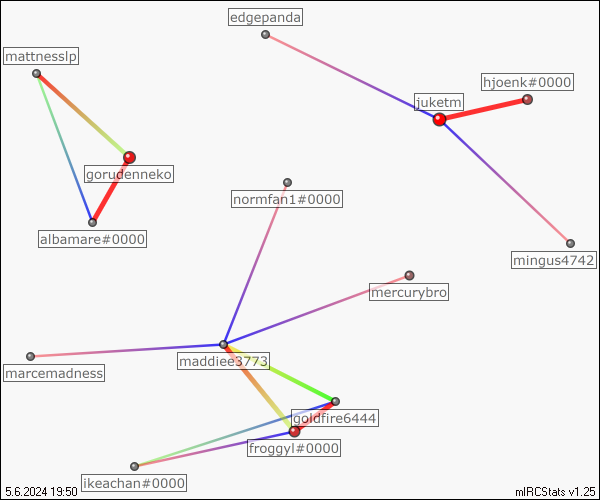 edgepanda
mattnesslp
hjoenk#0000
juketm
gorudenneko
normfan1#0000
albamare#0000
mingus4742
mercurybro
maddiee3773
marcemadness
goldfire6444
froggyl#0000
ikeachan#0000
5.6.2024 19:50
mIRCStats v1.25